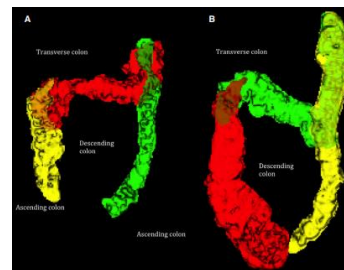 A
B
Transverse colon
Transverse colon
Descending
colon
Descending
colon
Ascending colon
Ascending colon